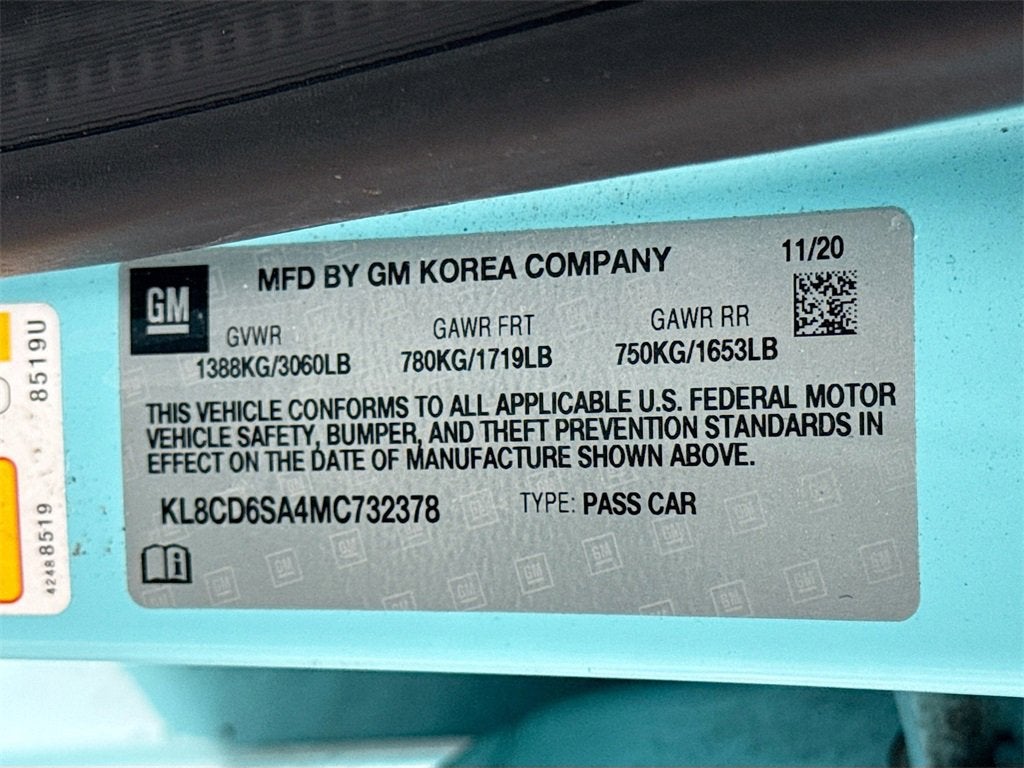 GM
MFD BY GM KOREA COMPANY
11/20
GVWR
GAWR FRT
GAWR RR
1388KG/3060LB
780KG/1719LB
750KG/1653LB
THIS VEHICLE CONFORMS TO ALL APPLICABLE U.S. FEDERAL MOTOR
VEHICLE SAFETY, BUMPER, AND THEFT PREVENTION STANDARDS IN
EFFECT ON THE DATE OF MANUFACTURE SHOWN ABOVE.
KL8CD6SA4MC732378
TYPE: PASS CAR
8519U
42488519